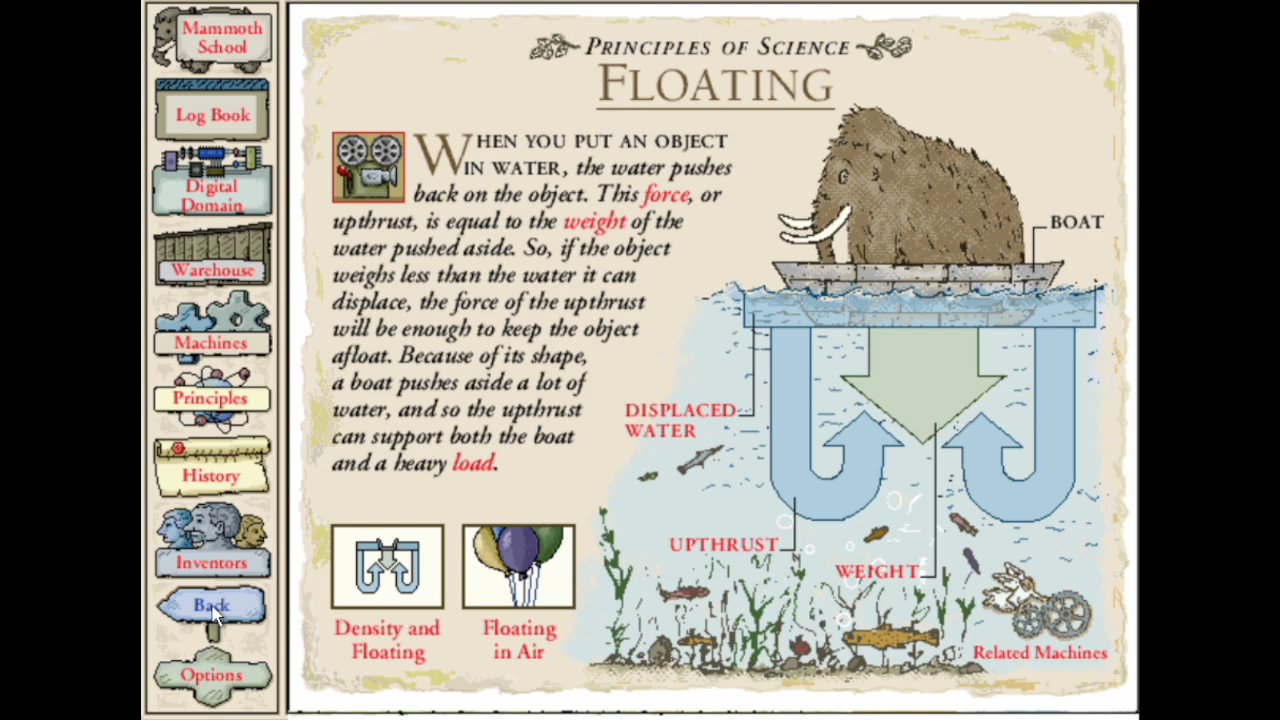 Mammoth
School
Log Book
Digital
Domain
Warehouse
Machines
Principles
History
Inventors
Back
Options
PRINCIPLES OF SCIENCE
FLOATING
WHEN YOU PUT AN OBJECT
IN WATER, the water pushes
back on the object. This force, or
upthrust, is equal to the weight of the
water pushed aside. So, if the object
weighs less than the water it can
displace, the force of the upthrust
will be enough to keep the object
afloat. Because of its shape,
a boat pushes aside a lot of
water, and so the upthrust
can support both the boat
and a heavy load.
BOAT
DISPLACED
WATER
UPTHRUST
WEIGHT
Density and
Floating
Floating
in Air
Related Machines